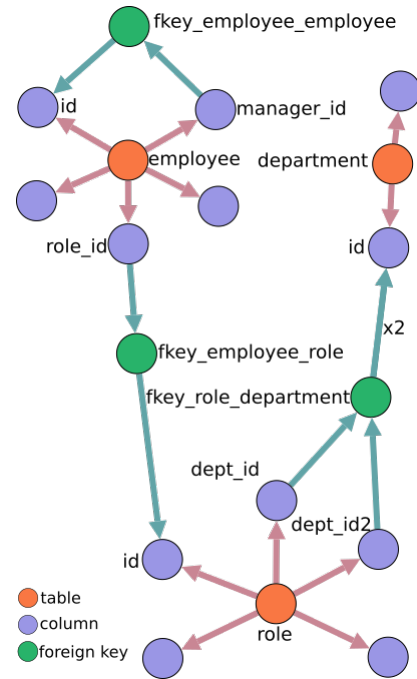 fkey_employee_employee
id
manager_id
employee
department
role_id
id
x2
fkey_employee_role
fkey_role_department
dept_id
dept_id2
id
table
column
role
foreign key